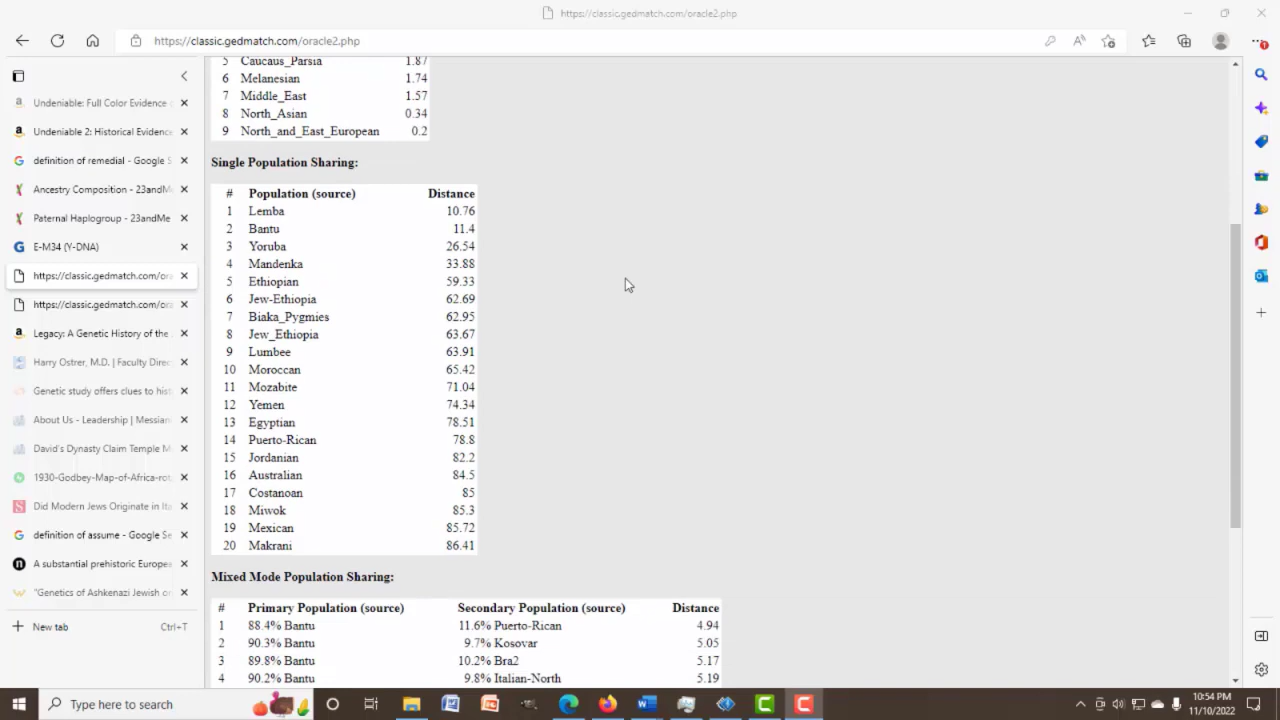 https://classic.gedmatch.com/oracle2.php
https://classic.gedmatch.com/oracle2.php
Undeniable: Full Color Evidence
Undeniable 2: Historical Evidence
definition of remedial - Google S
Ancestry Composition - 23andMe
Paternal Haplogroup - 23andMe
E-M34 (Y-DNA)
https://classic.gedmatch.com/ora
https://classic.gedmatch.com/ora
Legacy: A Genetic History of the
Harry Ostrer, M.D. | Faculty Direc
Genetic study offers clues to hist
About Us - Leadership | Messian
David's Dynasty Claim Temple M
1930-Godbey-Map-of-Africa-rot
Did Modern Jews Originate in Ita
definition of assume - Google Se
A substantial prehistoric Europea
"Genetics of Ashkenazi Jewish or
New tab Ctrl+T
5 Caucaus_Parsia 1.87
6 Melanesian 1.74
7 Middle_East 1.57
8 North_Asian 0.34
9 North_and_East_European 0.2
Single Population Sharing:
# Population (source) Distance
1 Lemba 10.76
2 Bantu 11.4
3 Yoruba 26.54
4 Mandenka 33.88
5 Ethiopian 59.33
6 Jew-Ethiopia 62.69
7 Biaka_Pygmies 62.95
8 Jew_Ethiopia 63.67
9 Lumbee 63.91
10 Moroccan 65.42
11 Mozabite 71.04
12 Yemen 74.34
13 Egyptian 78.51
14 Puerto-Rican 78.8
15 Jordanian 82.2
16 Australian 84.5
17 Costanoan 85
18 Miwok 85.3
19 Mexican 85.72
20 Makrani 86.41
Mixed Mode Population Sharing:
# Primary Population (source) Secondary Population (source) Distance
1 88.4% Bantu 11.6% Puerto-Rican 4.94
2 90.3% Bantu 9.7% Kosovar 5.05
3 89.8% Bantu 10.2% Bra2 5.17
4 90.2% Bantu 9.8% Italian-North 5.19
Type here to search
10:54 PM
11/10/2022